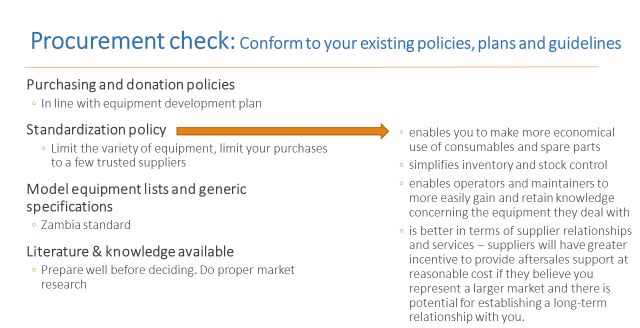 Procurement check: Conform to your existing policies, plans and guidelines
Purchasing and donation policies
◦ In line with equipment development plan
Standardization policy
◦ Limit the variety of equipment, limit your purchases
to a few trusted suppliers
Model equipment lists and generic
specifications
◦ Zambia standard
Literature & knowledge available
◦ Prepare well before deciding. Do proper market
research
◦ enables you to make more economical
use of consumables and spare parts
◦ simplifies inventory and stock control
◦ enables operators and maintainers to
more easily gain and retain knowledge
concerning the equipment they deal with
◦ is better in terms of supplier relationships
and services – suppliers will have greater
incentive to provide aftersales support at
reasonable cost if they believe you
represent a larger market and there is
potential for establishing a long-term
relationship with you.